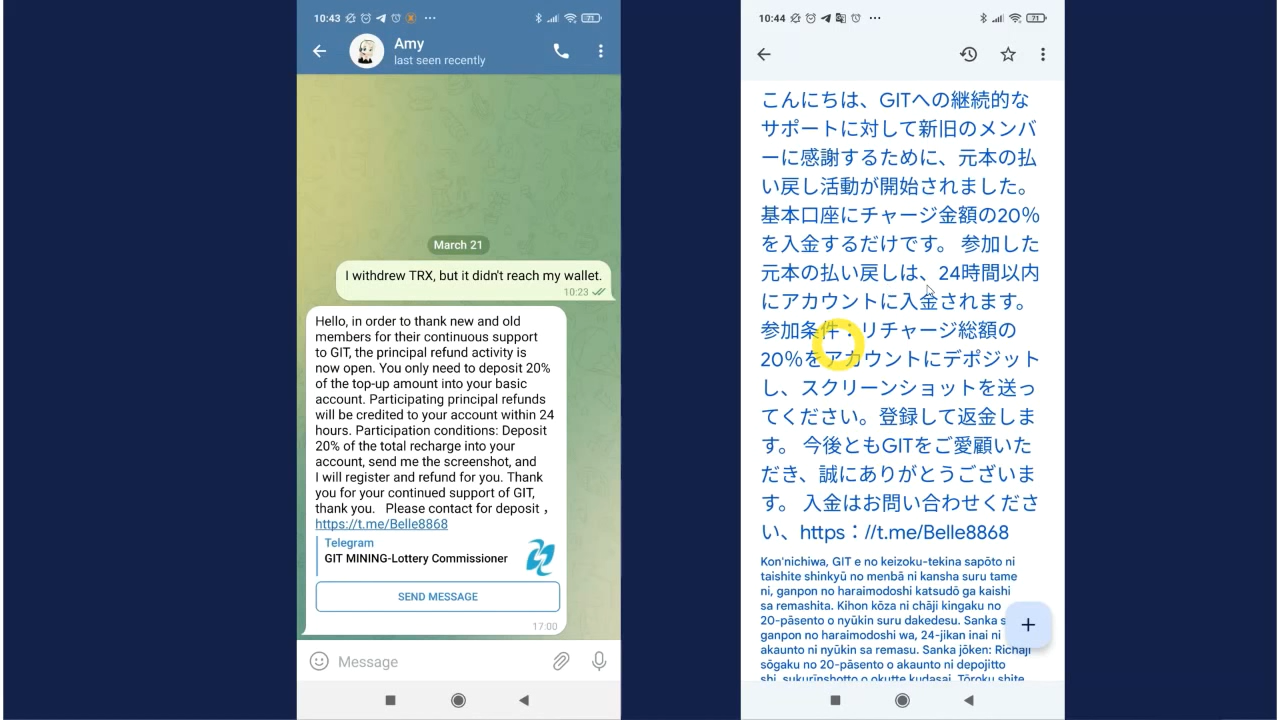 10:43
71
Amy
last seen recently
March 21
I withdrew TRX, but it didn't reach my wallet.
10:23
Hello, in order to thank new and old
members for their continuous support
to GIT, the principal refund activity is
now open. You only need to deposit 20%
of the top-up amount into your basic
account. Participating principal refunds
will be credited to your account within 24
hours. Participation conditions: Deposit
20% of the total recharge into your
account, send me the screenshot, and
I will register and refund for you. Thank
you for your continued support of GIT,
thank you. Please contact for deposit ,
https://t.me/Belle8868
Telegram
GIT MINING-Lottery Commissioner
SEND MESSAGE
17:00
Message
10:44
71
こんにちは、GITへの継続的な
サポートに対して新旧のメンバ
ーに感謝するために、元本の払
い戻し活動が開始されました。
基本口座にチャージ金額の20%
を入金するだけです。 参加した
元本の払い戻しは、24時間以内
にアカウントに入金されます。
参加条件：リチャージ総額の
20%をアカウントにデポジット
し、スクリーンショットを送っ
てください。登録して返金しま
す。 今後ともGITをご愛顧いた
だき、誠にありがとうございま
す。 入金はお問い合わせくださ
い、https：//t.me/Belle8868
Kon'nichiwa, GIT e no keizoku-tekina sapōto ni
taishite shinkyū no menbā ni kansha suru tame
ni, ganpon no haraimodoshi katsudō ga kaishi
sa remashita. Kihon kōza ni chāji kingaku no
20-pāsento o nyūkin suru dakedesu. Sanka s
ganpon no haraimodoshi wa, 24-jikan inai ni
akaunto ni nyūkin sa remasu. Sanka jōken: Richāji
sōgaku no 20-pāsento o akaunto ni depojitto
shi, sukurīnshotto o okutte kudasai. Tōroku shite